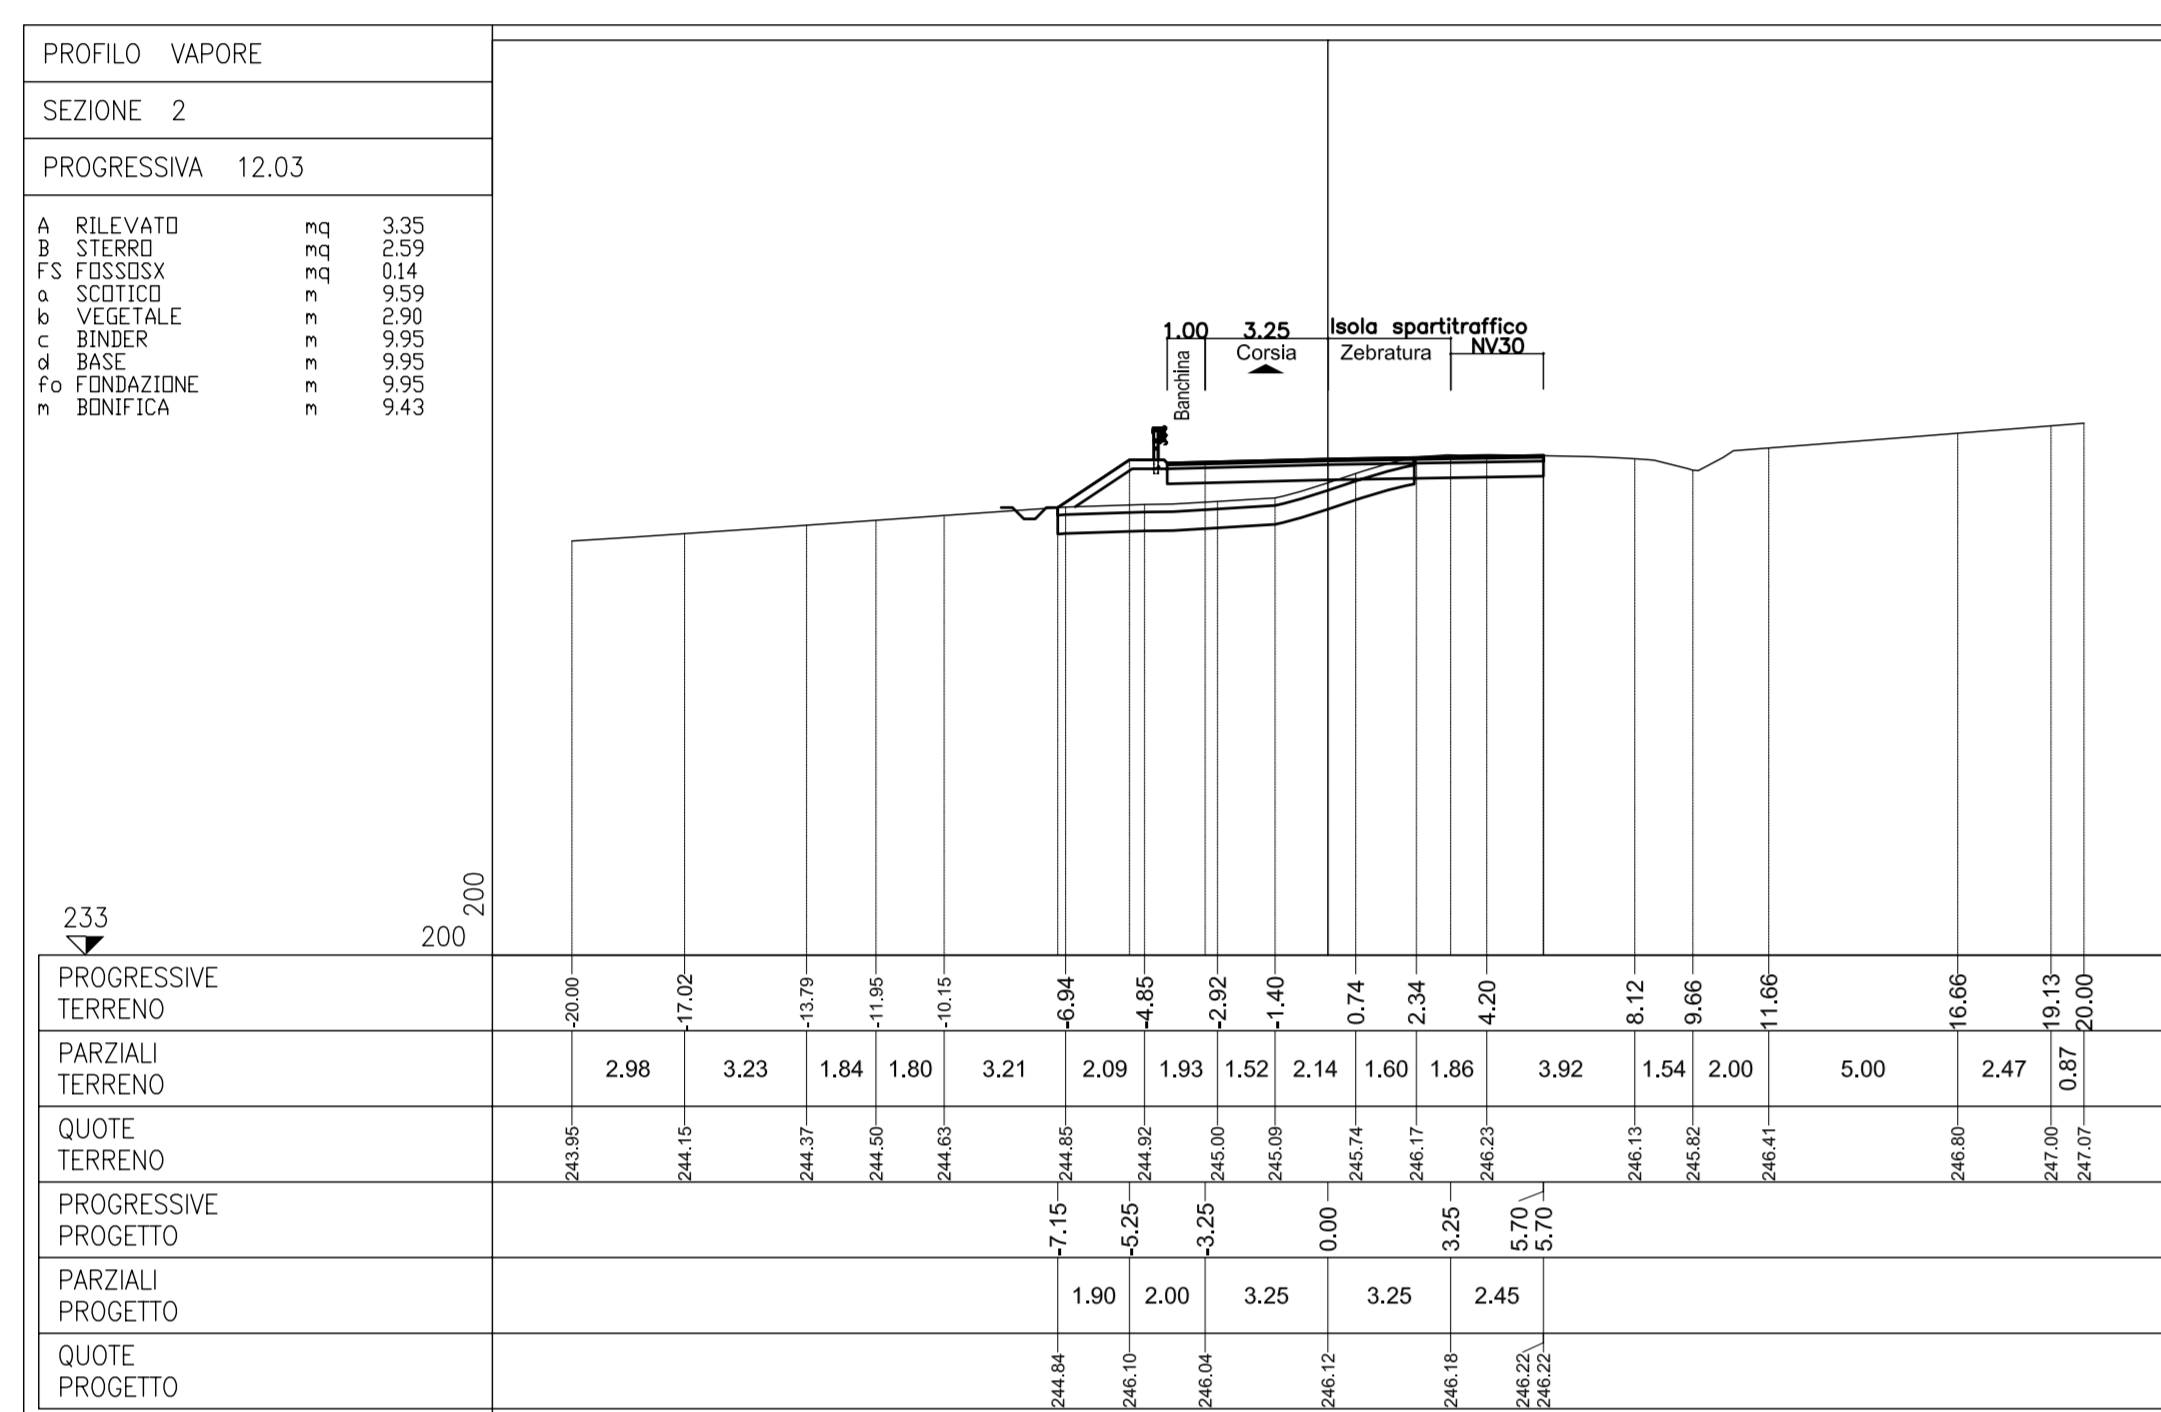 PROFILO VAPORE
SEZIONE 2
PROGRESSIVA 12.03
A RILEVATO mq 3.35
B STERRO mq 2.59
FS FOSSOSX mq 0.14
a SCOTICO m 9.59
b VEGETALE m 2.90
c BINDER m 9.95
d BASE m 9.95
fo FONDAZIONE m 9.95
m BONIFICA m 9.43
1.00 3.25 Isola spartitraffico
NV30
Banchina Corsia Zebratura
200
233
200
PROGRESSIVE
TERRENO
-20.00 -17.02 -13.79 -11.95 -10.15 -6.94 -4.85 -2.92 -1.40 0.74 2.34 4.20 8.12 9.66 11.66 16.66 19.13 20.00
PARZIALI
TERRENO
2.98 3.23 1.84 1.80 3.21 2.09 1.93 1.52 2.14 1.60 1.86 3.92 1.54 2.00 5.00 2.47 0.87
QUOTE
TERRENO
243.95 244.15 244.37 244.50 244.63 244.85 244.92 245.00 245.09 245.74 246.17 246.23 246.13 245.82 246.41 246.80 247.00 247.07
PROGRESSIVE
PROGETTO
-7.15 -5.25 -3.25 0.00 3.25 5.70 5.70
PARZIALI
PROGETTO
1.90 2.00 3.25 3.25 2.45
QUOTE
PROGETTO
244.84 246.10 246.04 246.12 246.18 246.22 246.22